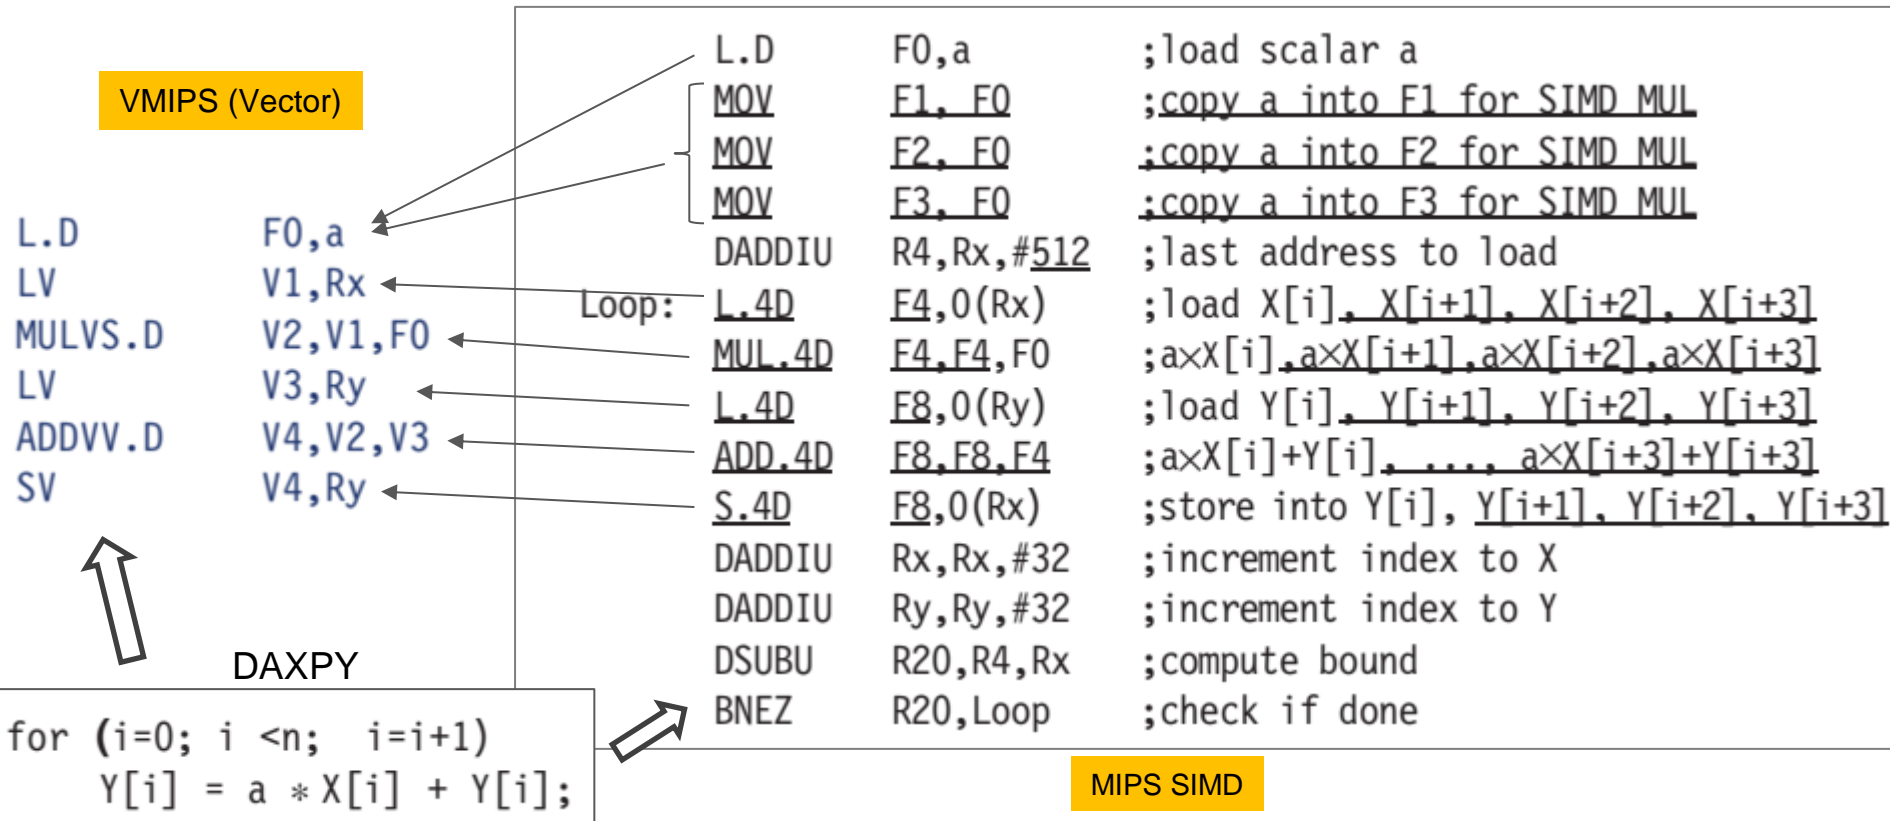 VMIPS (Vector)
L.D F0,a
LV V1,Rx
MULVS.D V2,V1,F0
LV V3,Ry
ADDVV.D V4,V2,V3
SV V4,Ry
DAXPY
for (i=0; i <n; i=i+1)
Y[i] = a * X[i] + Y[i];
L.D F0,a ;load scalar a
MOV F1, F0 ;copy a into F1 for SIMD MUL
MOV F2, F0 ;copy a into F2 for SIMD MUL
MOV F3, F0 ;copy a into F3 for SIMD MUL
DADDIU R4,Rx,#512 ;last address to load
Loop: L.4D F4,0(Rx) ;load X[i], X[i+1], X[i+2], X[i+3]
MUL.4D F4,F4,F0 ;a×X[i],a×X[i+1],a×X[i+2],a×X[i+3]
L.4D F8,0(Ry) ;load Y[i], Y[i+1], Y[i+2], Y[i+3]
ADD.4D F8,F8,F4 ;a×X[i]+Y[i], ..., a×X[i+3]+Y[i+3]
S.4D F8,0(Rx) ;store into Y[i], Y[i+1], Y[i+2], Y[i+3]
DADDIU Rx,Rx,#32 ;increment index to X
DADDIU Ry,Ry,#32 ;increment index to Y
DSUBU R20,R4,Rx ;compute bound
BNEZ R20,Loop ;check if done
MIPS SIMD